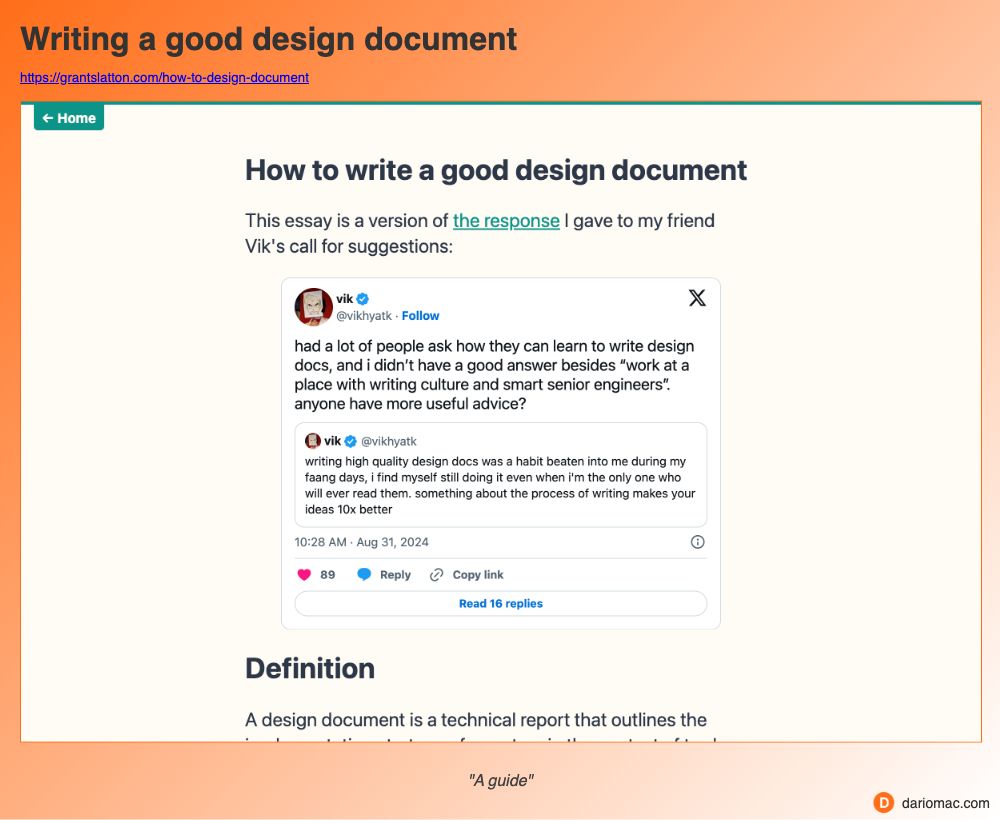 Writing a good design document
https://grantslatton.com/how-to-design-document
← Home
How to write a good design document
This essay is a version of the response I gave to my friend
Vik's call for suggestions:
vik
@vikhyatk · Follow
had a lot of people ask how they can learn to write design
docs, and i didn't have a good answer besides “work at a
place with writing culture and smart senior engineers”.
anyone have more useful advice?
vik @vikhyatk
writing high quality design docs was a habit beaten into me during my
faang days, i find myself still doing it even when i'm the only one who
will ever read them. something about the process of writing makes your
ideas 10x better
10:28 AM · Aug 31, 2024
89 Reply Copy link
Read 16 replies
Definition
A design document is a technical report that outlines the
"A guide"
D dariomac.com